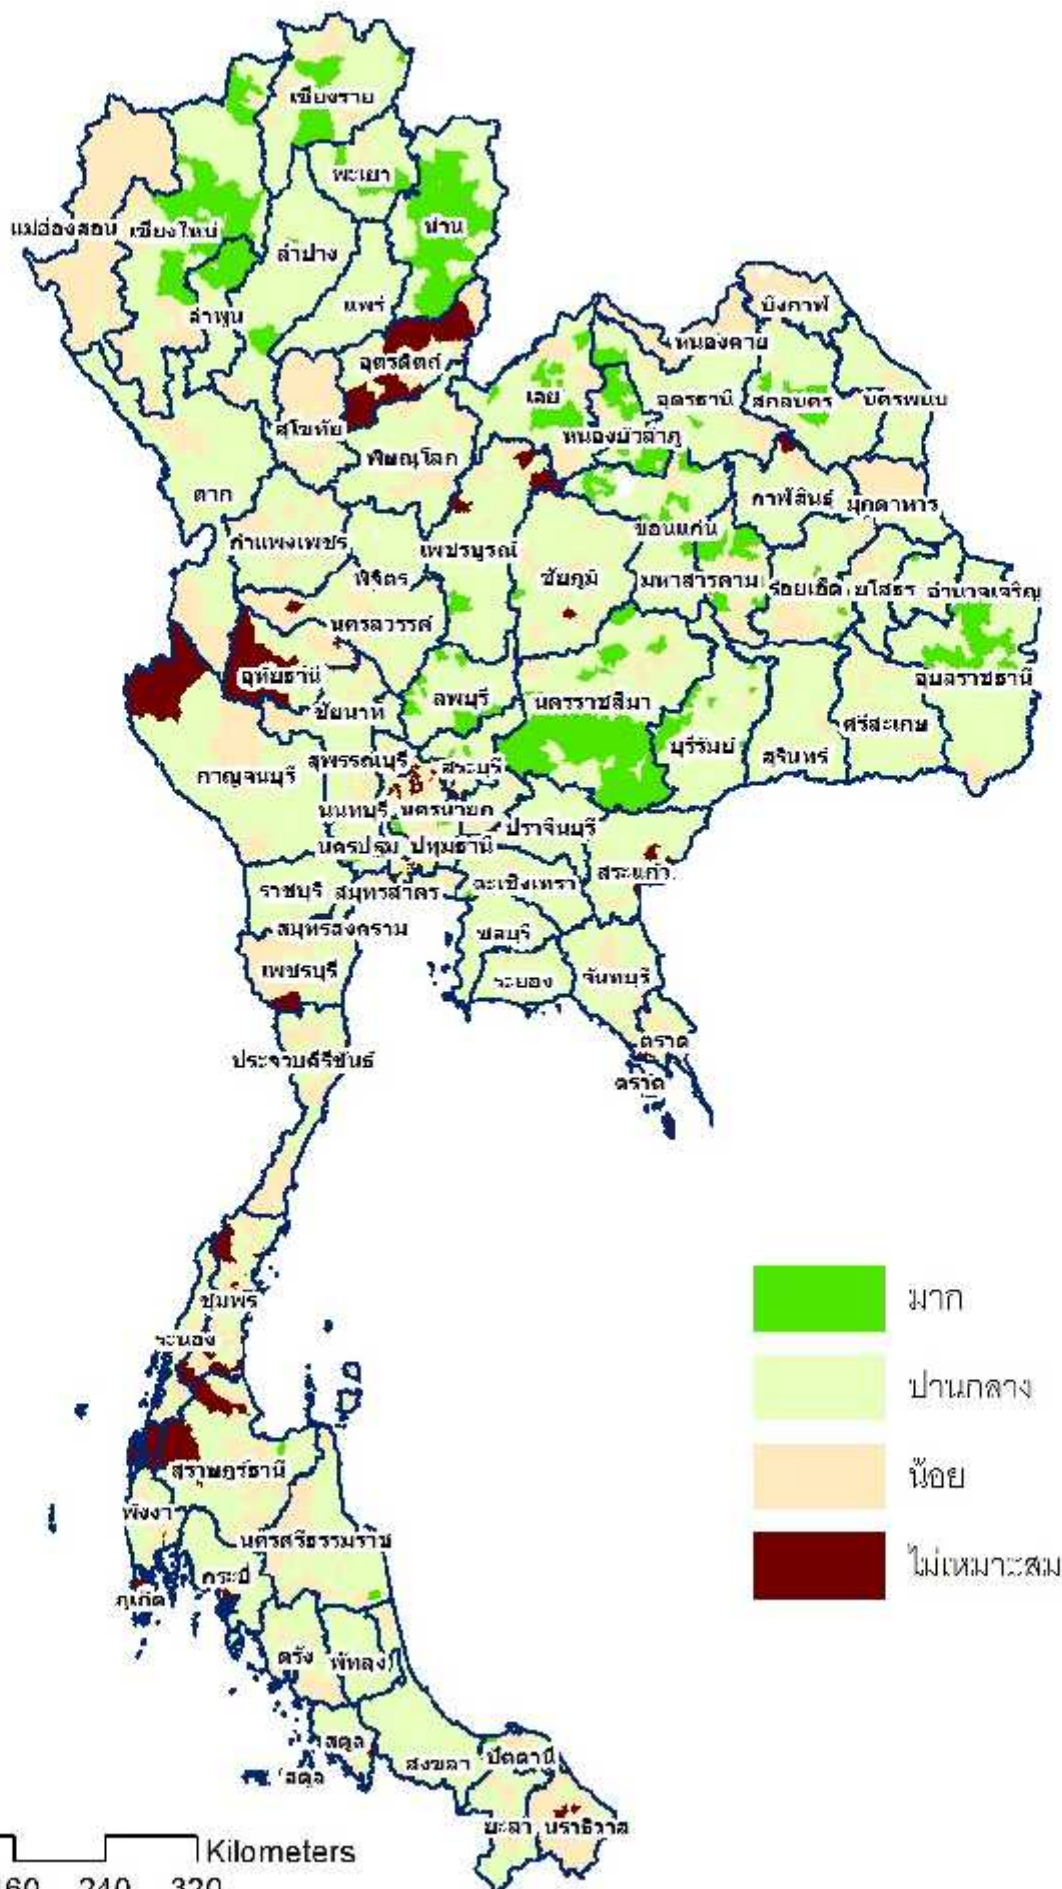 เชียงราย
พะเยา
น่าน
แม่ฮ่องสอน
เชียงใหม่
ลำปาง
ลำพูน
แพร่
อุตรดิตถ์
บึงกาฬ
หนองคาย
เลย
อุดรธานี
สกลนคร
นครพนม
สุโขทัย
หนองบัวลำภู
พิษณุโลก
ตาก
กาฬสินธุ์
มุกดาหาร
กำแพงเพชร
ขอนแก่น
เพชรบูรณ์
พิจิตร
ชัยภูมิ
มหาสารคาม
ร้อยเอ็ด
ยโสธร
อำนาจเจริญ
นครสวรรค์
อุทัยธานี
อุบลราชธานี
ชัยนาท
ลพบุรี
นครราชสีมา
ศรีสะเกษ
บุรีรัมย์
สุรินทร์
สุพรรณบุรี
สระบุรี
กาญจนบุรี
นนทบุรี
นครนายก
ปราจีนบุรี
นครปฐม
ปทุมธานี
สระแก้ว
ราชบุรี
สมุทรสาคร
ฉะเชิงเทรา
สมุทรสงคราม
ชลบุรี
เพชรบุรี
ระยอง
จันทบุรี
ตราด
ประจวบคีรีขันธ์
ตราด
ชุมพร
ระนอง
มาก
ปานกลาง
น้อย
ไม่เหมาะสม
สุราษฎร์ธานี
พังงา
นครศรีธรรมราช
กระบี่
ภูเก็ต
ตรัง
พัทลุง
สตูล
สงขลา
ปัตตานี
สตูล
ยะลา
นราธิวาส
Kilometers
160 240 320